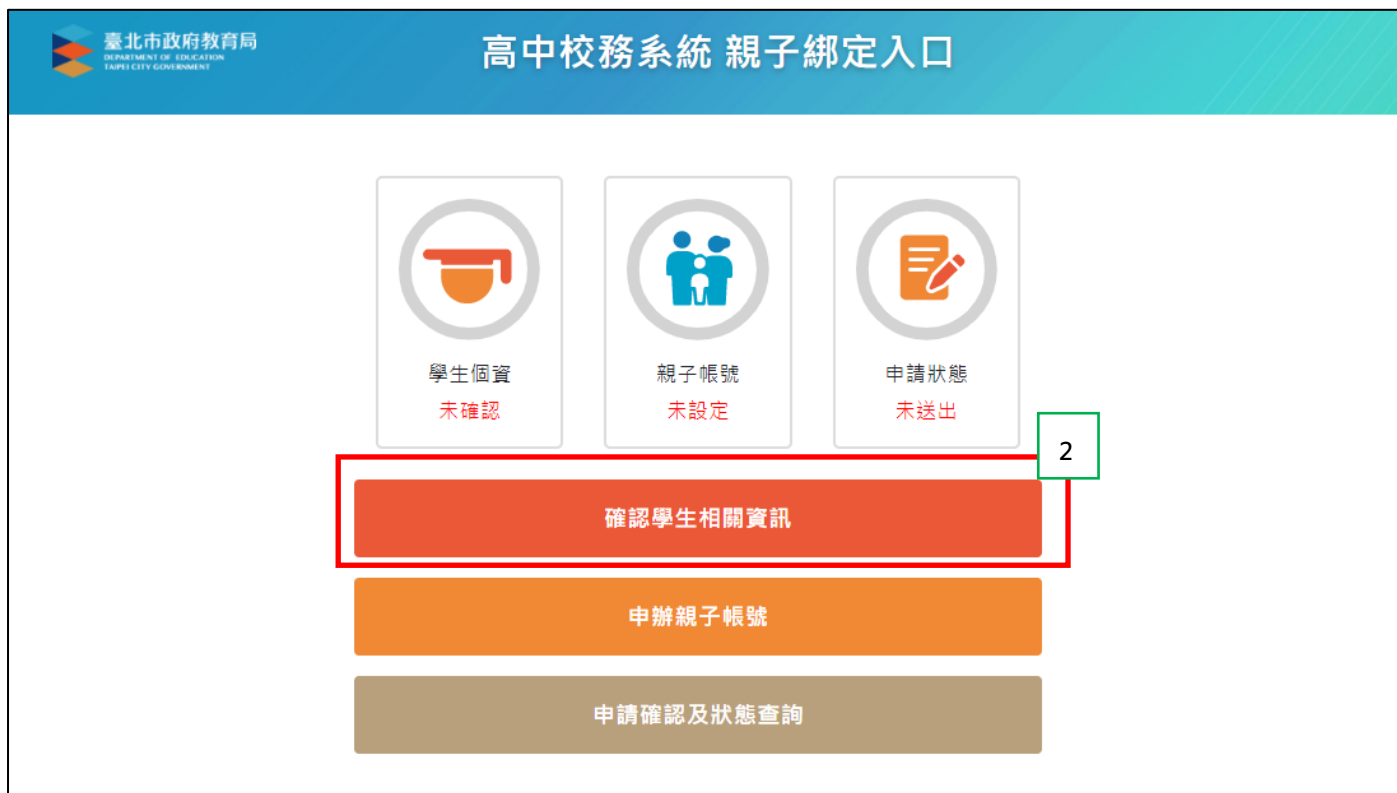 臺北市政府教育局
DEPARTMENT OF EDUCATION
TAIPEI CITY GOVERNMENT
高中校務系統 親子綁定入口
學生個資
未確認
親子帳號
未設定
申請狀態
未送出
2
確認學生相關資訊
申辦親子帳號
申請確認及狀態查詢